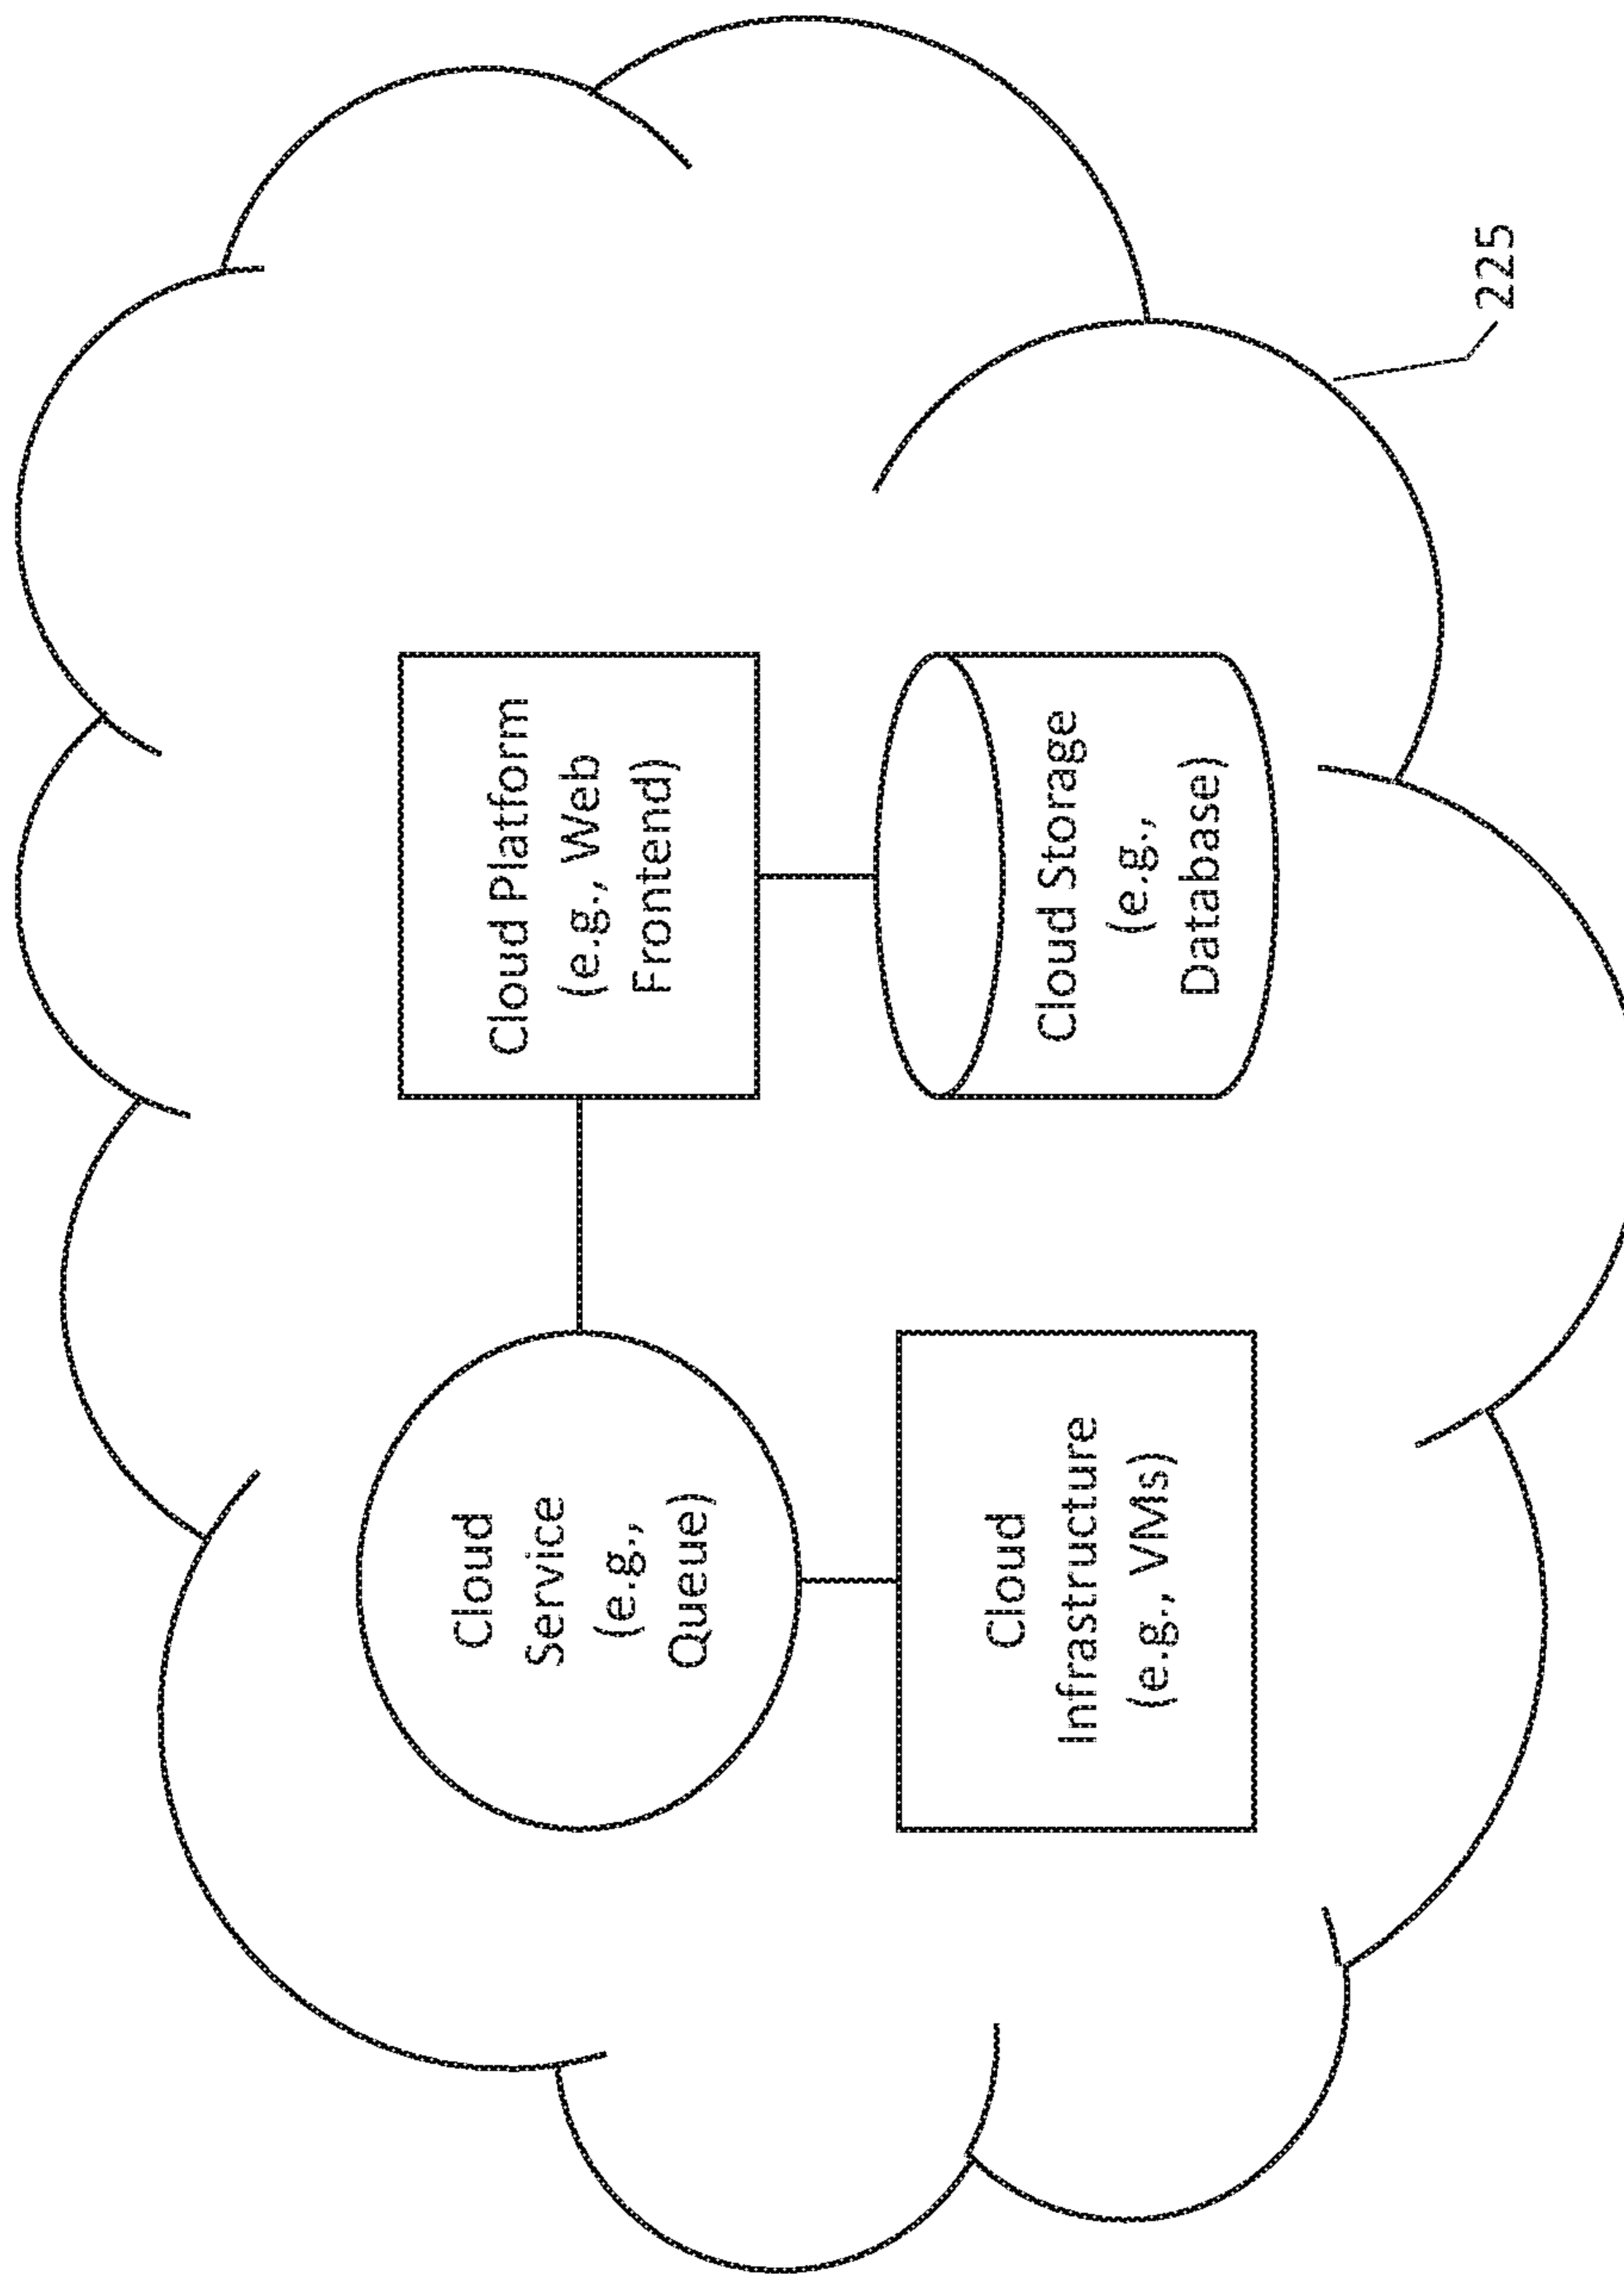 Cloud
Service
(e.g.,
Queue)
Cloud Platform
(e.g., Web
Frontend)
Cloud
Infrastructure
(e.g., VMs)
Cloud Storage
(e.g.,
Database)
225